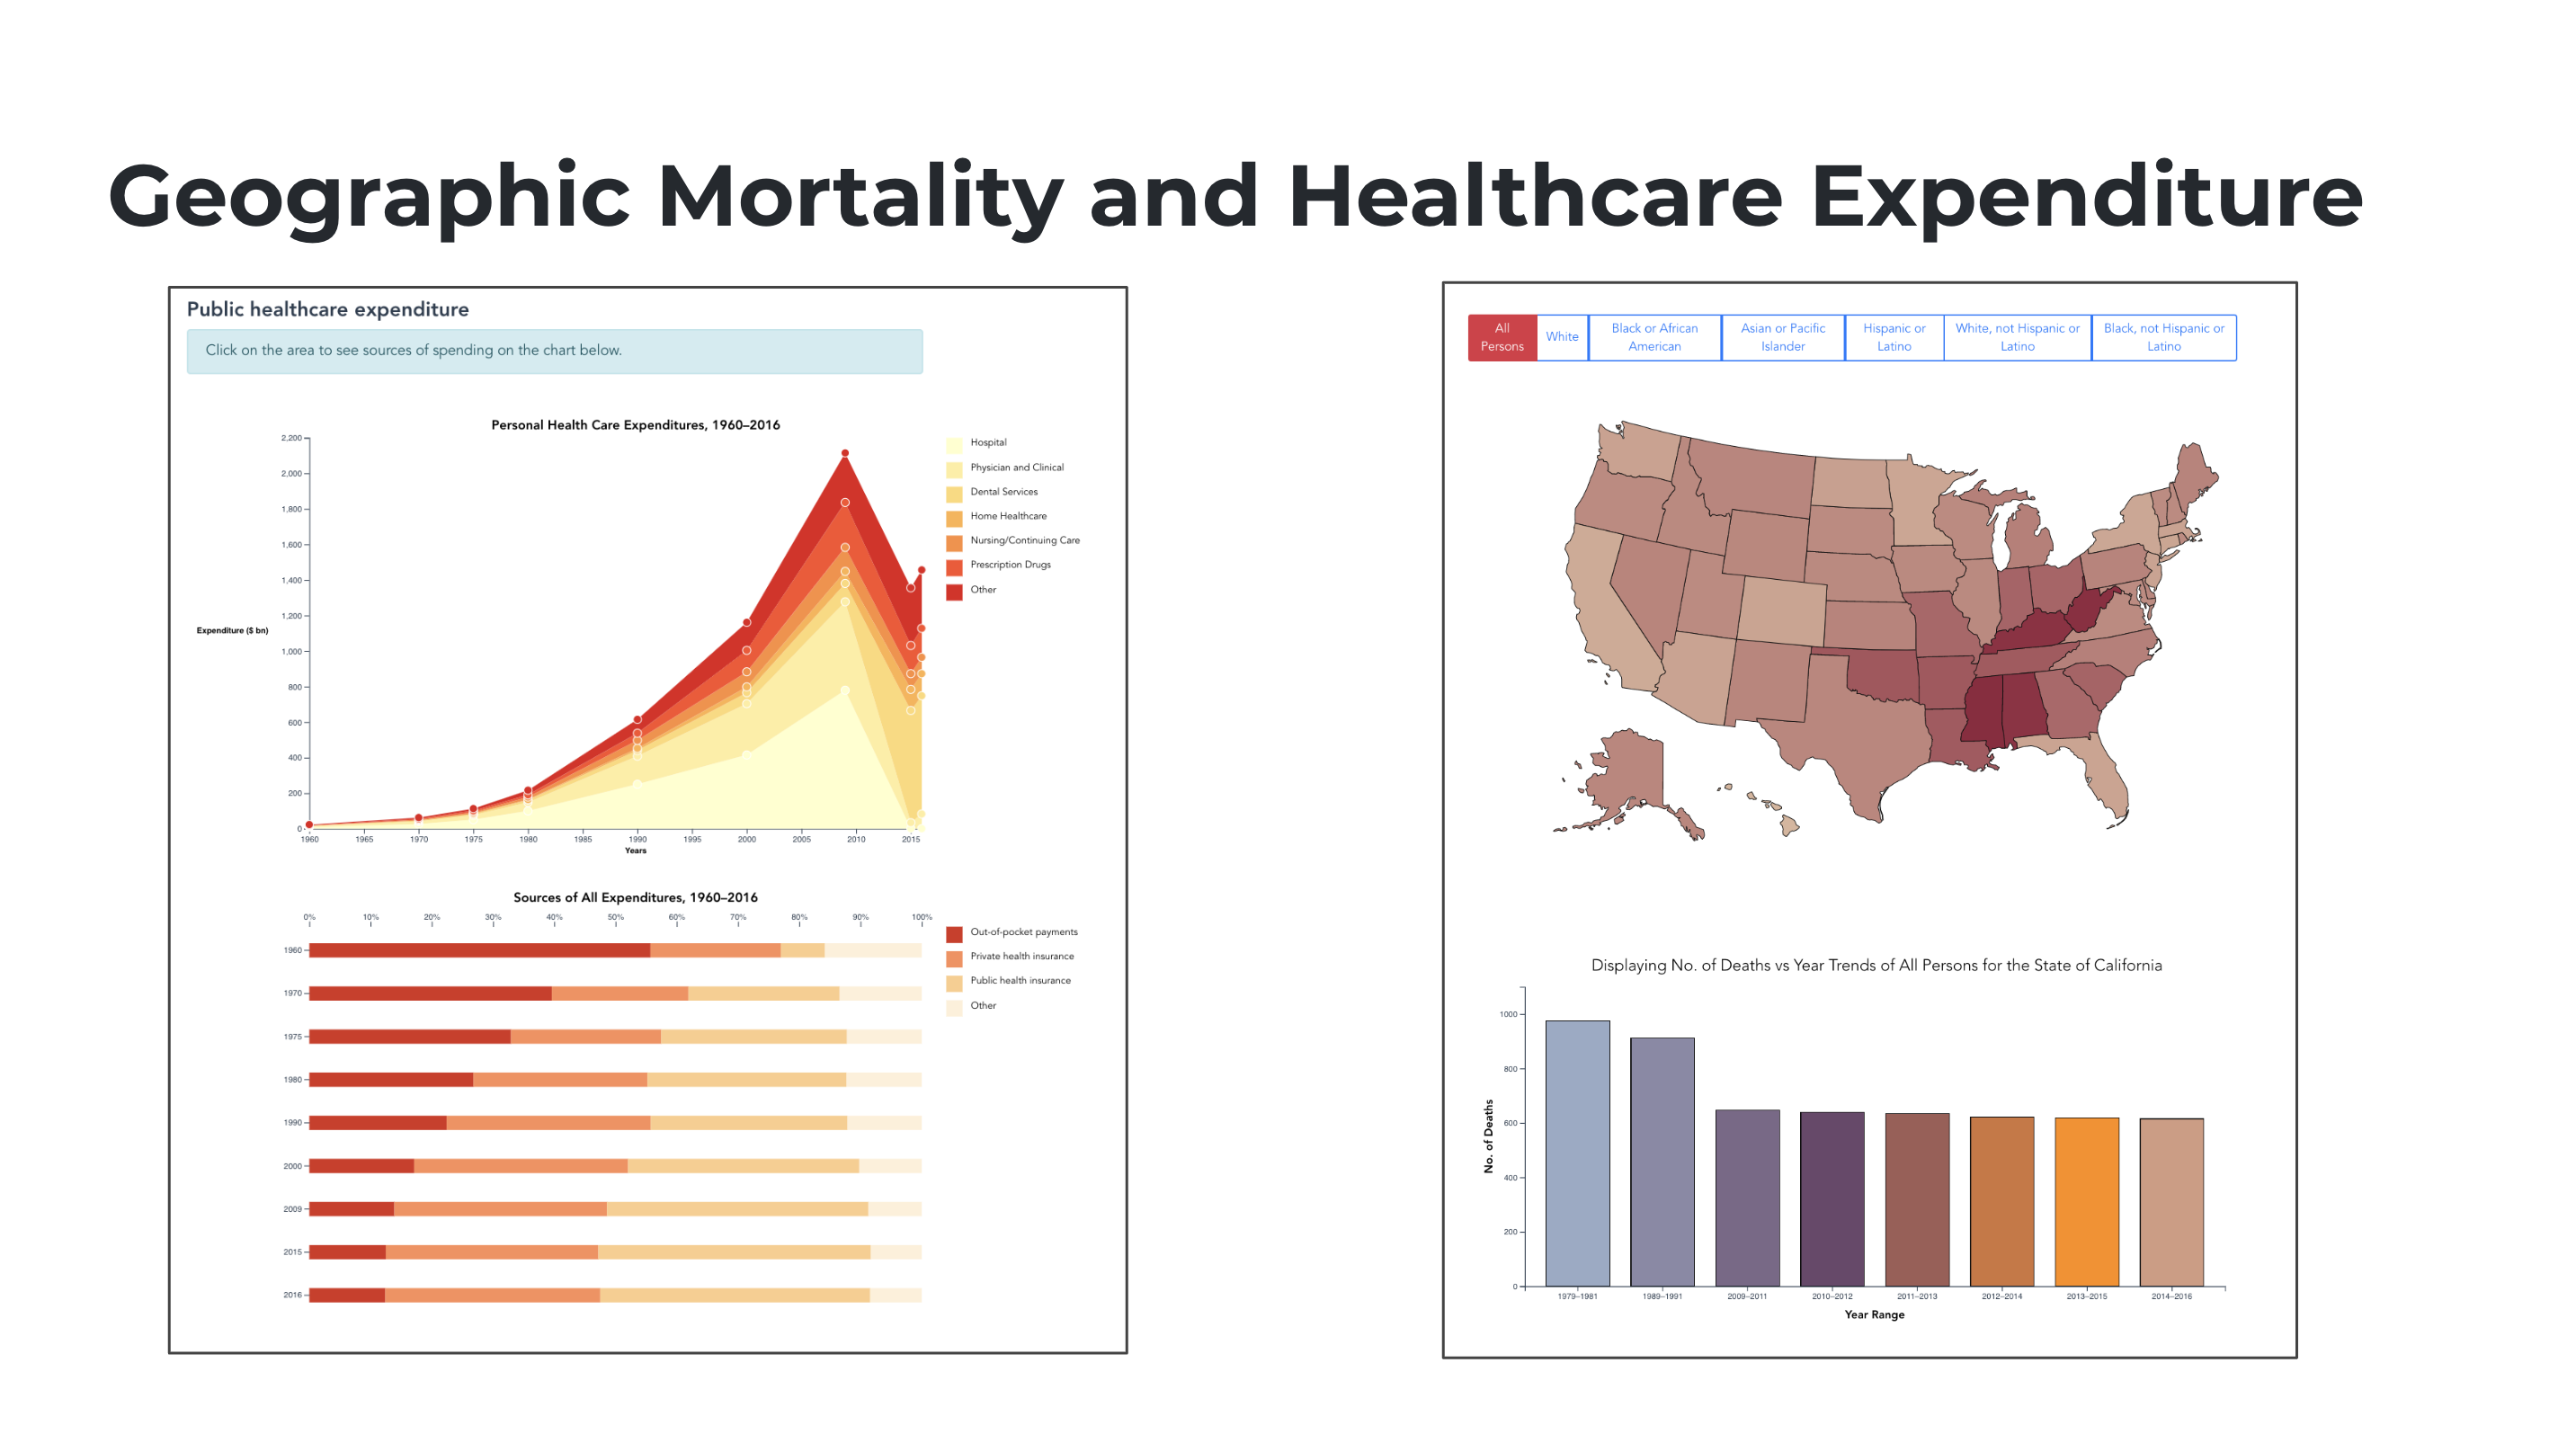 Geographic Mortality and Healthcare Expenditure
Public healthcare expenditure
Click on the area to see sources of spending on the chart below.
Personal Health Care Expenditures, 1960–2016
2,200
2,000
1,800
1,600
1,400
1,200
1,000
800
600
400
200
0
Expenditure ($ bn)
1960 1965 1970 1975 1980 1985 1990 1995 2000 2005 2010 2015
Years
Hospital
Physician and Clinical
Dental Services
Home Healthcare
Nursing/Continuing Care
Prescription Drugs
Other
Sources of All Expenditures, 1960–2016
0% 10% 20% 30% 40% 50% 60% 70% 80% 90% 100%
1960
1970
1975
1980
1990
2000
2009
2015
2016
Out-of-pocket payments
Private health insurance
Public health insurance
Other
All
Persons
White
Black or African
American
Asian or Pacific
Islander
Hispanic or
Latino
White, not Hispanic or
Latino
Black, not Hispanic or
Latino
Displaying No. of Deaths vs Year Trends of All Persons for the State of California
1000
800
600
400
200
0
No. of Deaths
1979–1981 1989–1991 2009–2011 2010–2012 2011–2013 2012–2014 2013–2015 2014–2016
Year Range